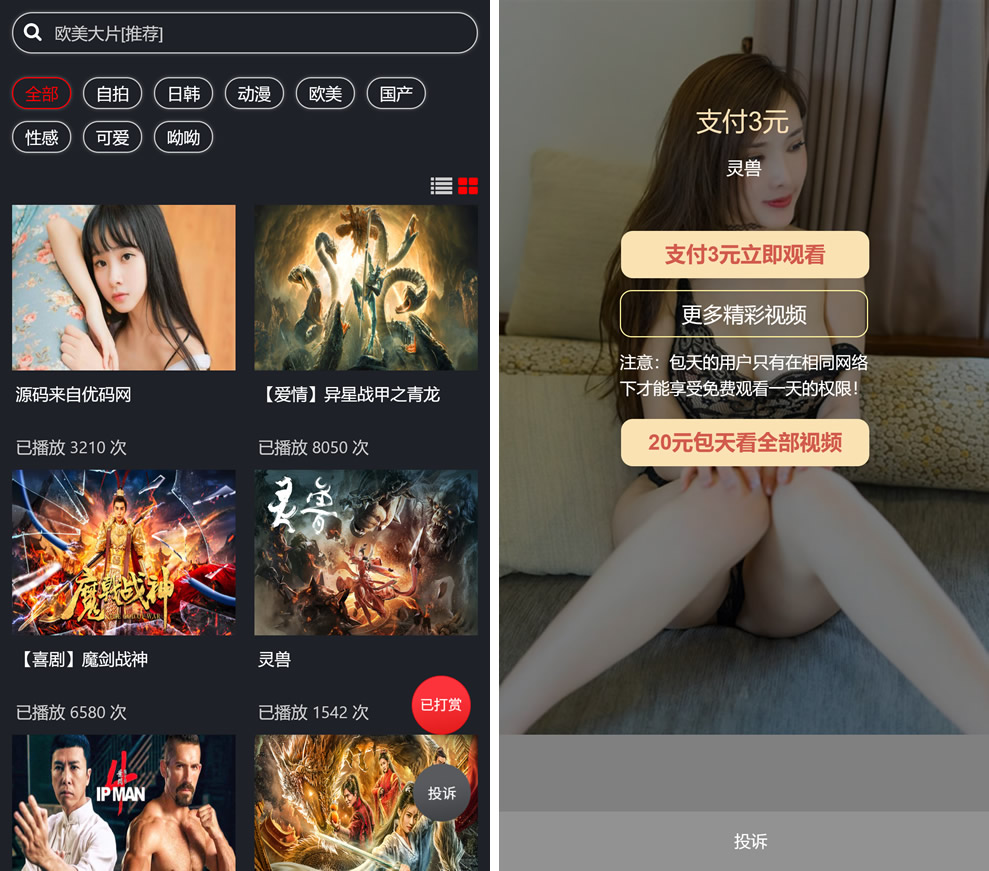 欧美大片[推荐]
全部 自拍 日韩 动漫 欧美 国产
性感 可爱 呦呦
源码来自优码网
【爱情】异星战甲之青龙
已播放 3210 次
已播放 8050 次
魔戟战神
灵兽
【喜剧】魔剑战神
灵兽
已播放 6580 次
已播放 1542 次
已打赏
IP MAN
4
投诉
支付3元
灵兽
支付3元立即观看
更多精彩视频
注意：包天的用户只有在相同网络
下才能享受免费观看一天的权限！
20元包天看全部视频
投诉